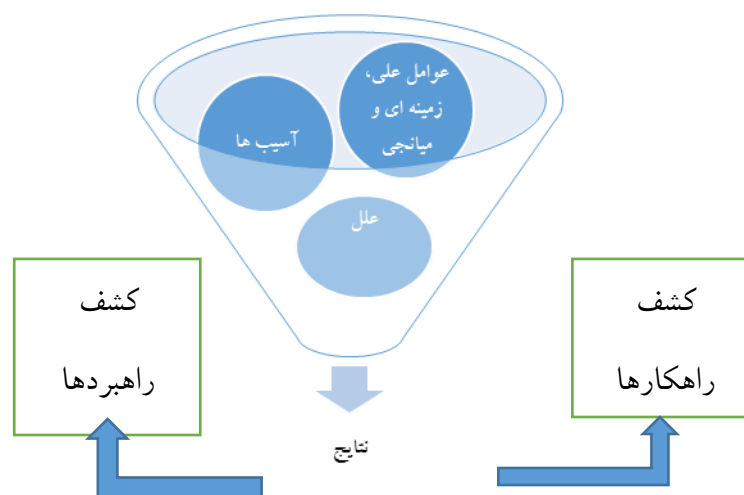 عوامل علی،
زمینه ای و
میانجی
آسیب ها
علل
کشف
راهکارها
کشف
راهبردها
نتایج